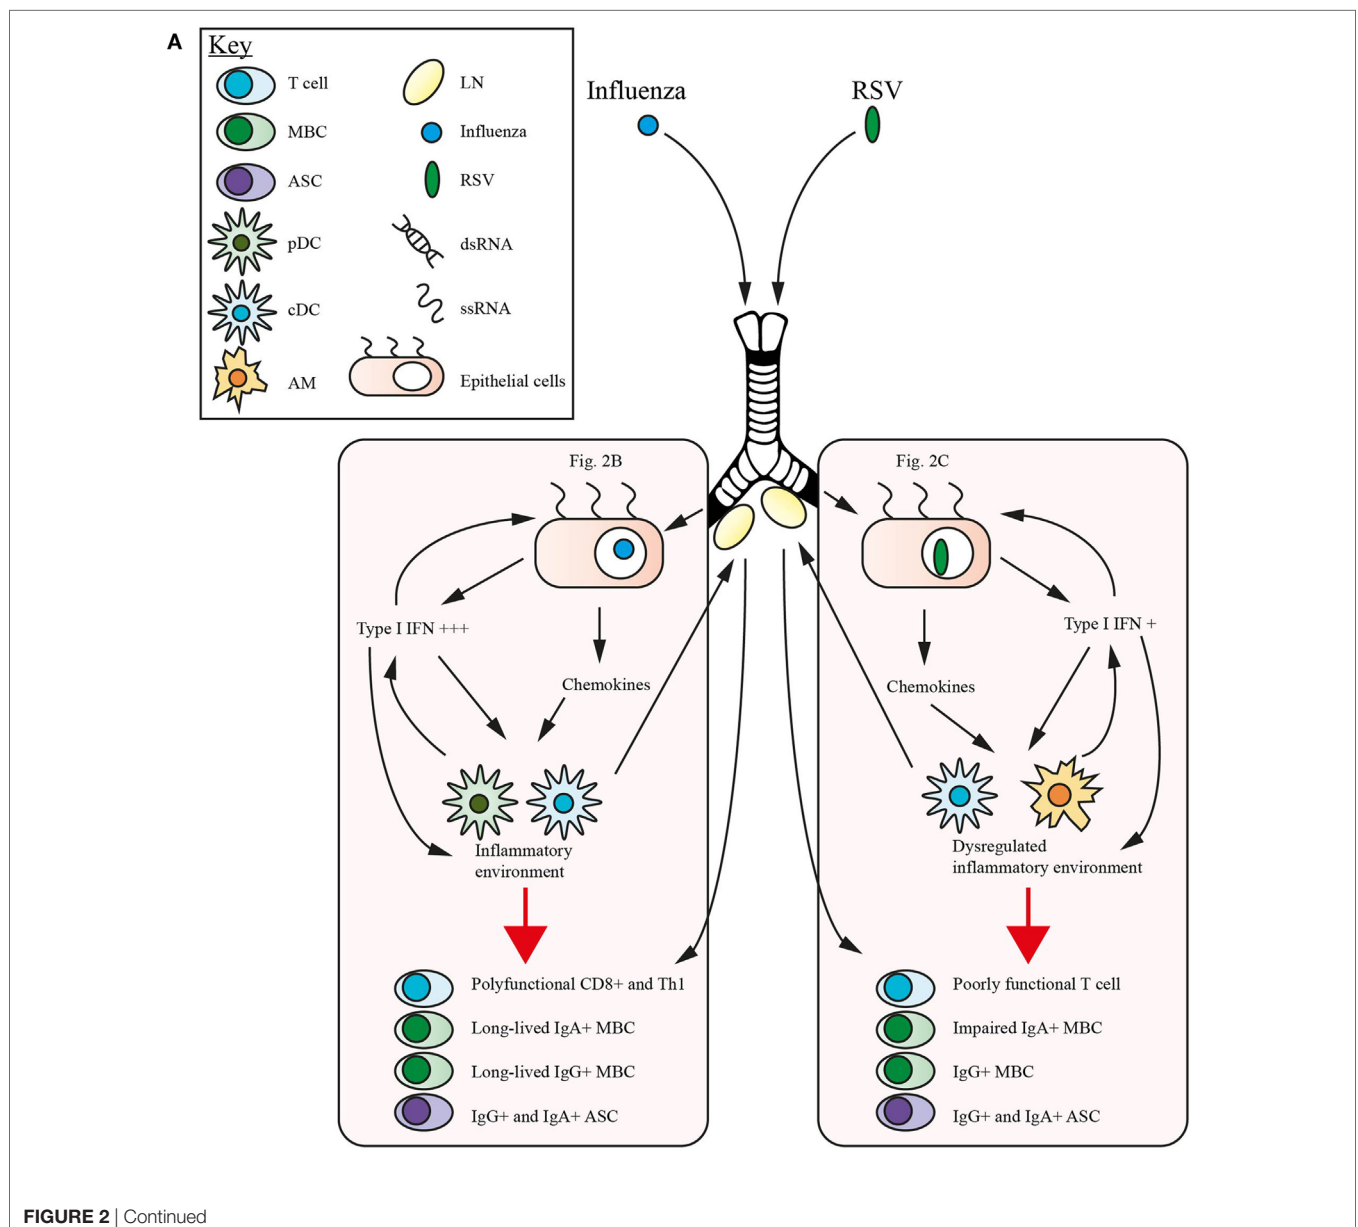 A
Key
T cell
LN
MBC
Influenza
ASC
RSV
pDC
dsRNA
cDC
ssRNA
AM
Epithelial cells
Influenza
RSV
Fig. 2B
Type I IFN +++
Chemokines
Inflammatory
environment
Polyfunctional CD8+ and Th1
Long-lived IgA+ MBC
Long-lived IgG+ MBC
IgG+ and IgA+ ASC
Fig. 2C
Type I IFN +
Chemokines
Dysregulated
inflammatory environment
Poorly functional T cell
Impaired IgA+ MBC
IgG+ MBC
IgG+ and IgA+ ASC
FIGURE 2 | Continued